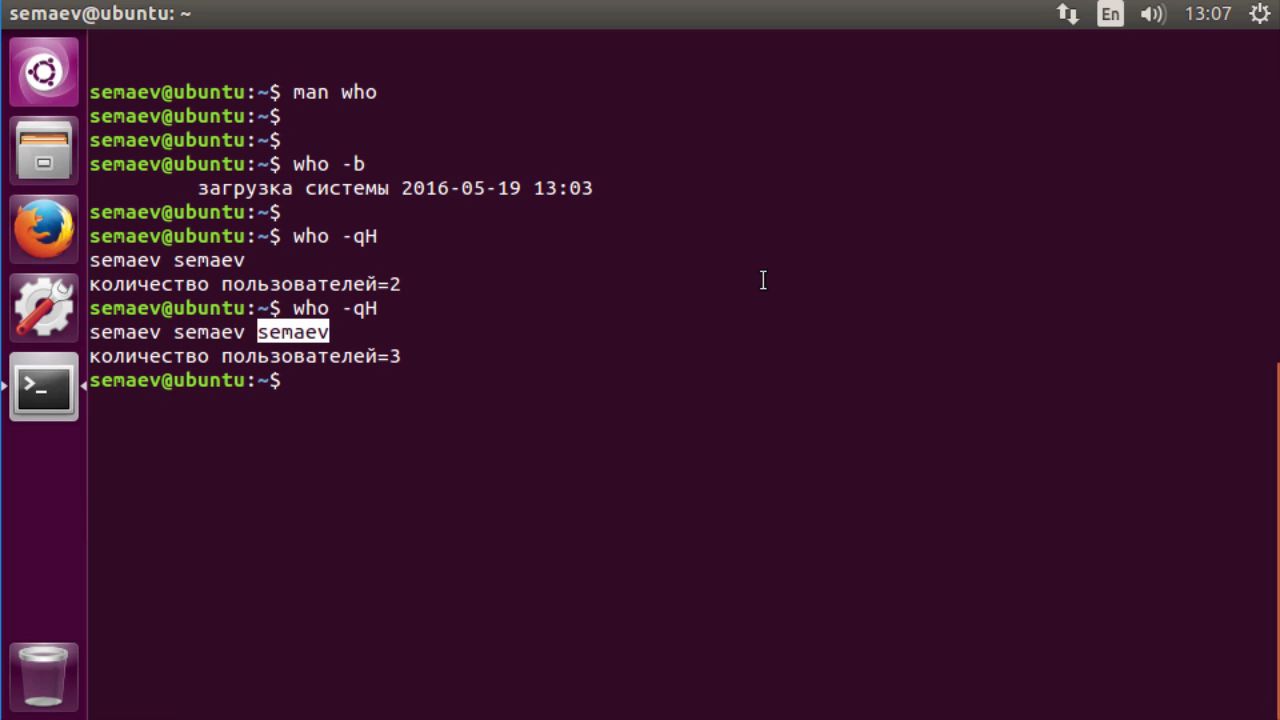 semaev@ubuntu: ~
En
13:07
semaev@ubuntu:~$ man who
semaev@ubuntu:~$
semaev@ubuntu:~$
semaev@ubuntu:~$ who -b
загрузка системы 2016-05-19 13:03
semaev@ubuntu:~$
semaev@ubuntu:~$ who -qH
semaev semaev
количество пользователей=2
semaev@ubuntu:~$ who -qH
semaev semaev semaev
количество пользователей=3
semaev@ubuntu:~$
>_